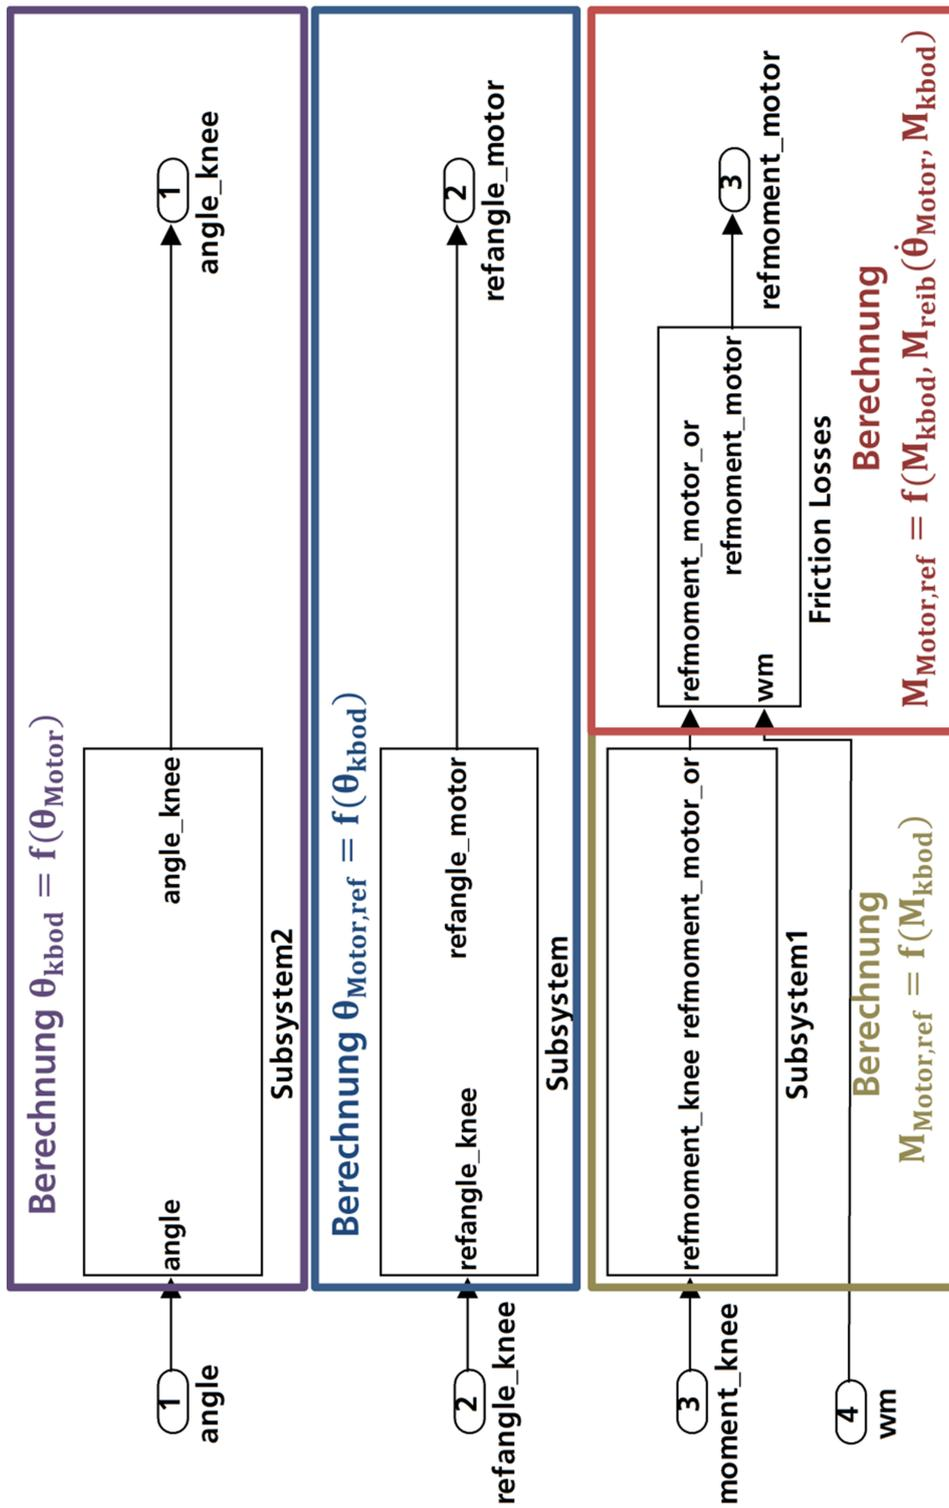 Berechnung θkbod = f(θMotor)
1
angle
angle
angle_knee
Subsystem2
1
angle_knee
Berechnung θMotor,ref = f(θkbod)
2
refangle_knee
refangle_knee
refangle_motor
Subsystem
2
refangle_motor
3
moment_knee
refmoment_knee refmoment_motor_or
Subsystem1
4
wm
Berechnung
MMotor,ref = f(Mkbod)
refmoment_motor_or
refmoment_motor
wm
Friction Losses
3
refmoment_motor
Berechnung
MMotor,ref = f(Mkbod, Mreib(θ̇Motor, Mkbod)